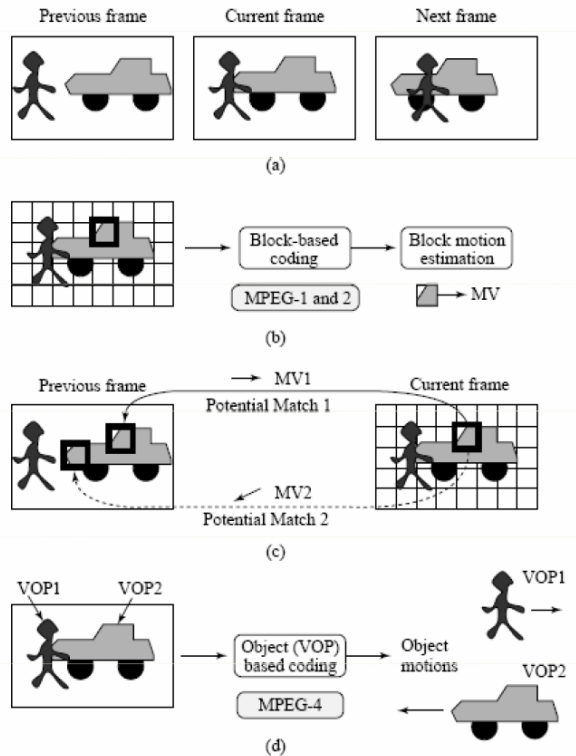 Previous frame Current frame Next frame
(a)
Block-based coding
Block motion estimation
MPEG-1 and 2
MV
(b)
MV1
Previous frame Current frame
Potential Match 1
MV2
Potential Match 2
(c)
VOP1 VOP2
VOP1
Object (VOP) based coding
Object motions
VOP2
MPEG-4
(d)